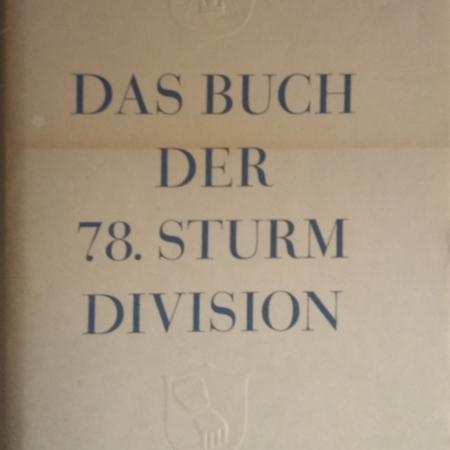 DAS BUCH
DER
78. STURM
DIVISION